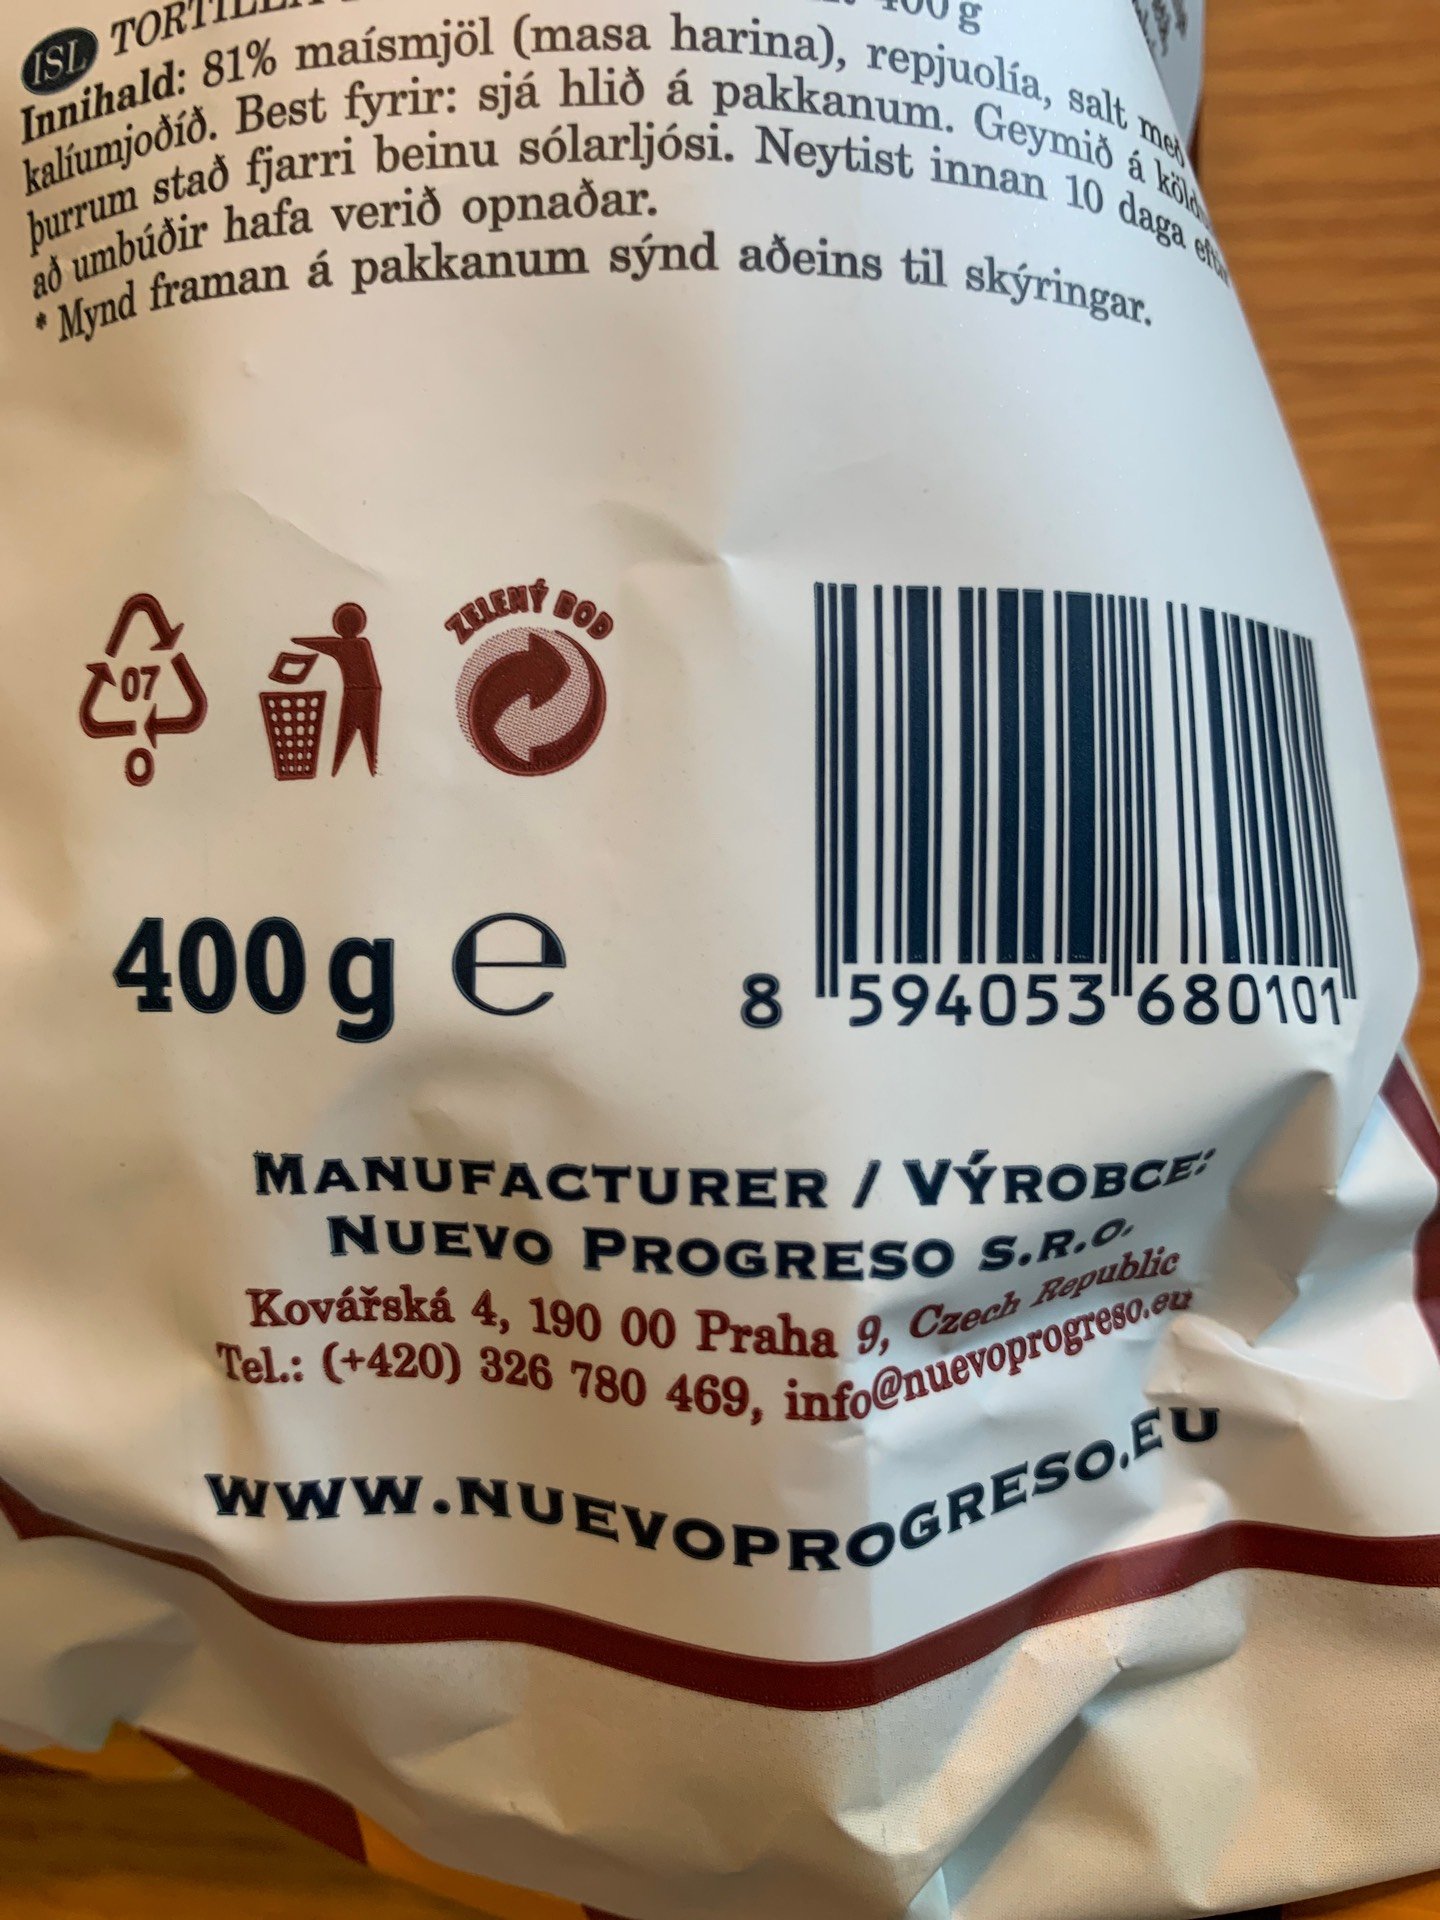 ISL
Innihald: 81% maísmjöl (masa harina), repjuolía, salt með
kalíumjoðíð. Best fyrir: sjá hlið á pakkanum. Geymið á
þurrum stað fjarri beinu sólarljósi. Neytist innan 10 daga
að umbúðir hafa verið opnaðar.
* Mynd framan á pakkanum sýnd aðeins til skýringar.
ZELENÝ BOD
07
O
400 g e
8 594053 680101
MANUFACTURER / VÝROBCE:
NUEVO PROGRESO S.R.O.
Kovářská 4, 190 00 Praha 9, Czech Republic
Tel.: (+420) 326 780 469, info@nuevoprogreso.eu
WWW.NUEVOPROGRESO.EU